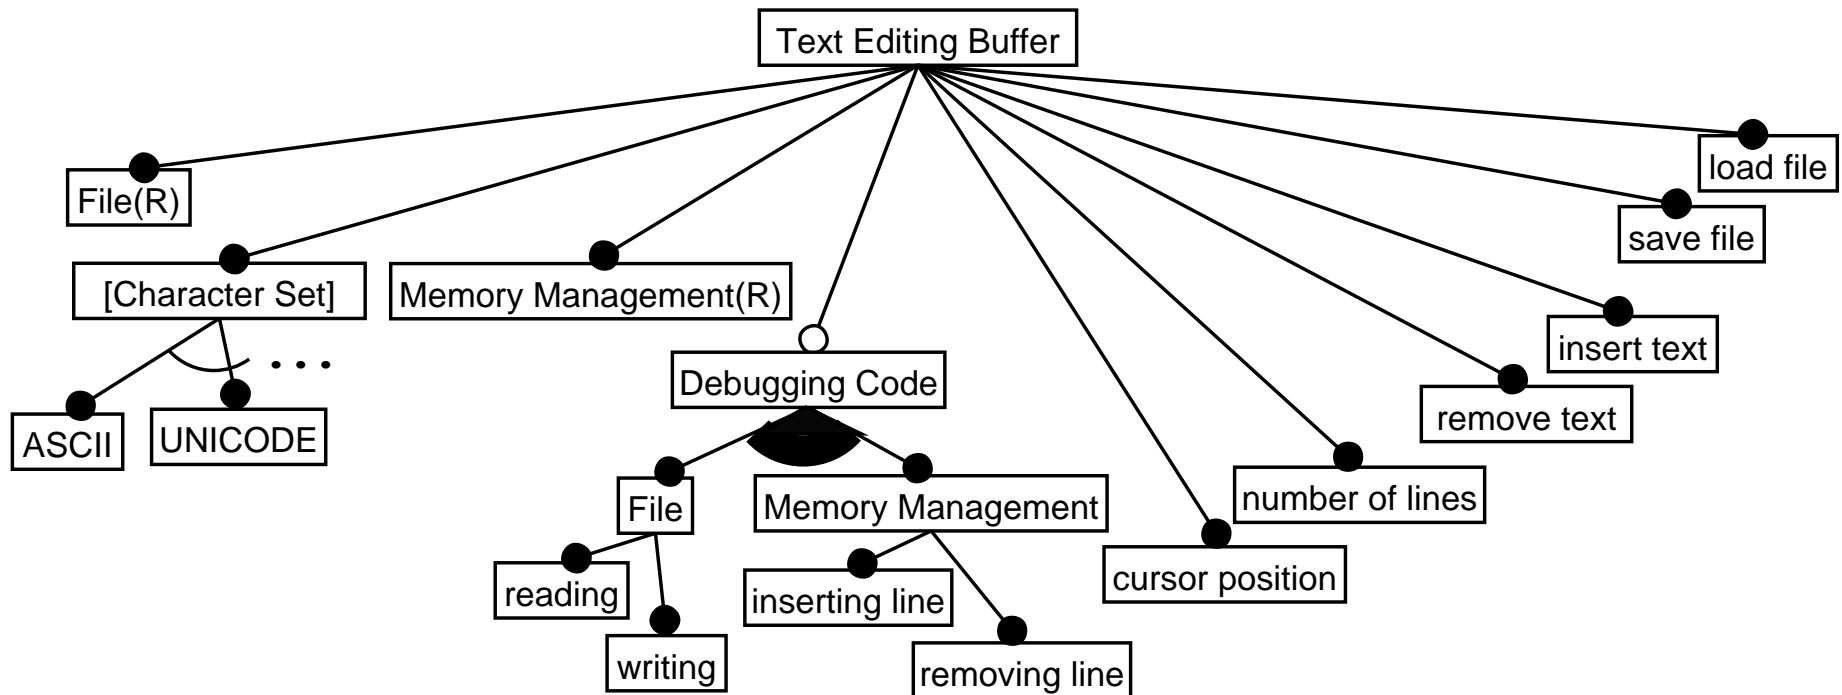 Text Editing Buffer
load file
File(R)
save file
[Character Set]
Memory Management(R)
insert text
. . .
Debugging Code
remove text
ASCII
UNICODE
number of lines
File
Memory Management
cursor position
reading
inserting line
writing
removing line